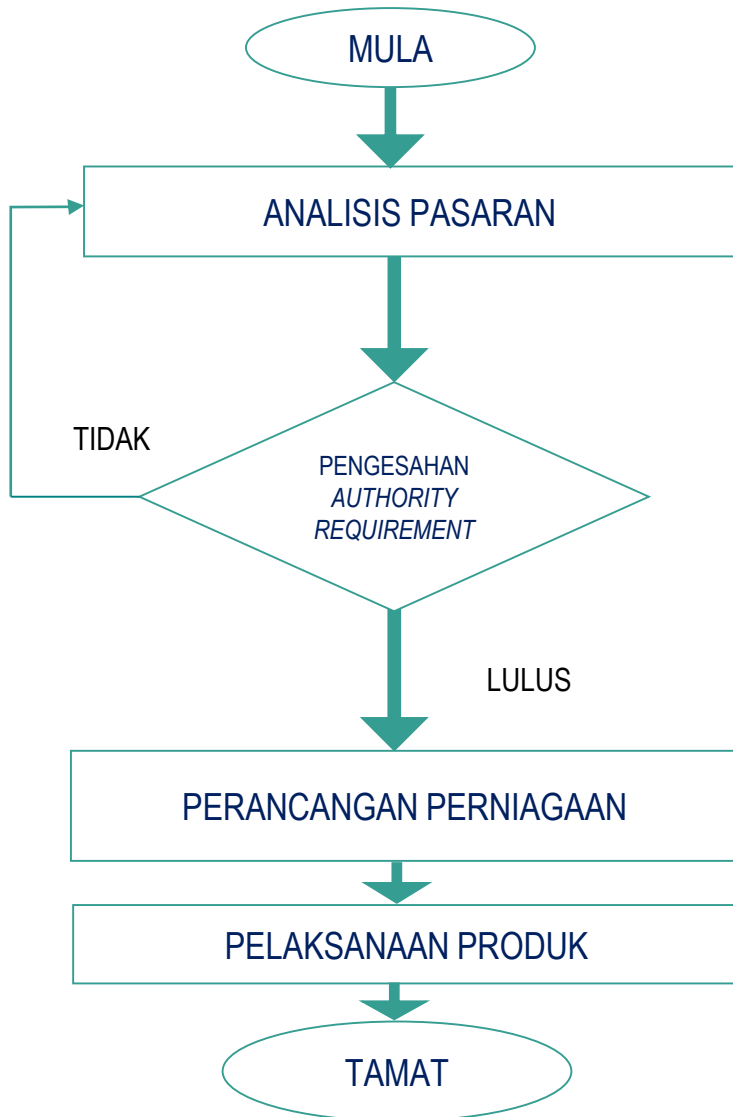 MULA
ANALISIS PASARAN
TIDAK
PENGESAHAN
AUTHORITY
REQUIREMENT
LULUS
PERANCANGAN PERNIAGAAN
PELAKSANAAN PRODUK
TAMAT